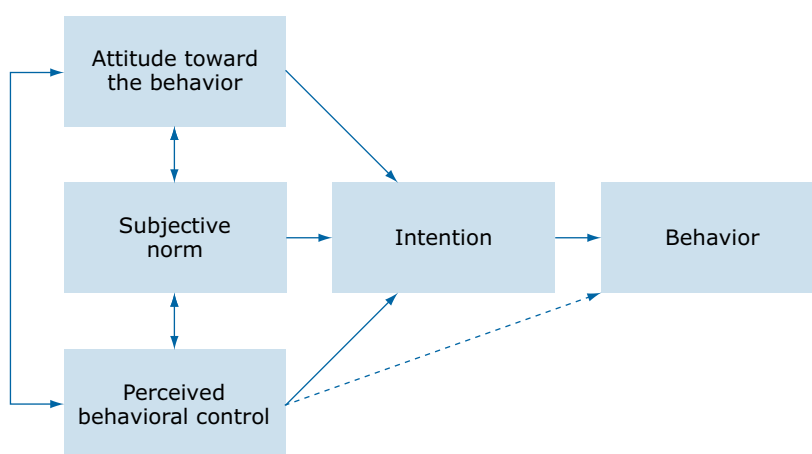 Attitude toward
the behavior
Subjective
norm
Intention
Behavior
Perceived
behavioral control